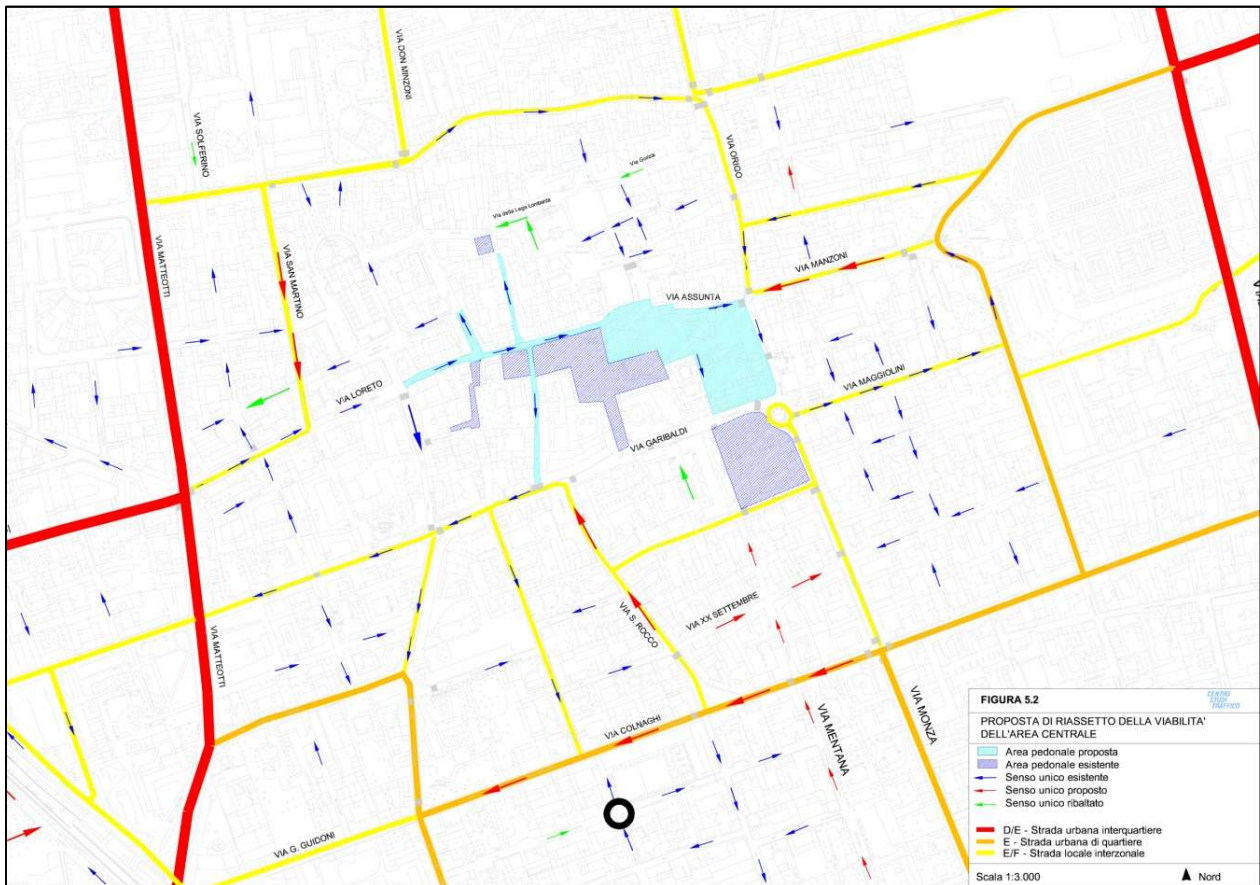 VIA DON MINZONI
VIA SOLFERINO
VIA ORIGO
Via Gorizia
Via della Lega Lombarda
VIA MATTEOTTI
VIA SAN MARTINO
VIA MANZONI
VIA ASSUNTA
VIA LORETO
VIA MAGGIOLINI
VIA GARIBALDI
VIA XX SETTEMBRE
VIA S. ROCCO
VIA MATTEOTTI
VIA COLNAGHI
VIA MENTANA
VIA MONZA
VIA G. GUIDONI
FIGURA 5.2
CENTRO
STUDI
TRAFFICO
PROPOSTA DI RIASSETTO DELLA VIABILITA'
DELL'AREA CENTRALE
Area pedonale proposta
Area pedonale esistente
Senso unico esistente
Senso unico proposto
Senso unico ribaltato
D/E - Strada urbana interquartiere
E - Strada urbana di quartiere
E/F - Strada locale interzonale
Scala 1:3.000
Nord